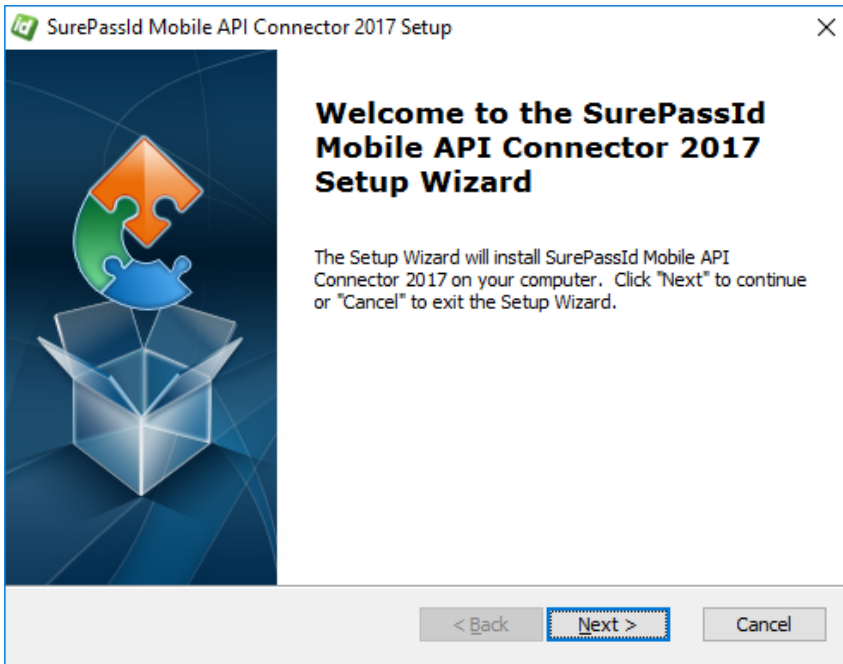 id SurePassId Mobile API Connector 2017 Setup
Welcome to the SurePassId
Mobile API Connector 2017
Setup Wizard
The Setup Wizard will install SurePassId Mobile API
Connector 2017 on your computer.  Click "Next" to continue
or "Cancel" to exit the Setup Wizard.
< Back Next > Cancel